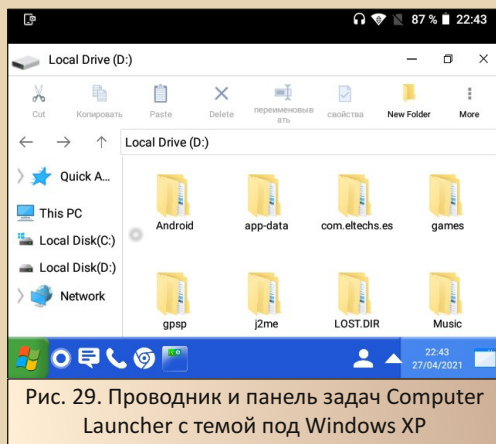 87 % 22:43
Local Drive (D:)
Cut Копировать Paste Delete переименовыв
ать свойства New Folder More
Local Drive (D:)
Quick A...
This PC
Local Disk(C:)
Local Disk(D:)
Network
Android app-data com.eltechs.es games
gpsp j2me LOST.DIR Music
22:43
27/04/2021
Рис. 29. Проводник и панель задач Computer
Launcher с темой под Windows XP